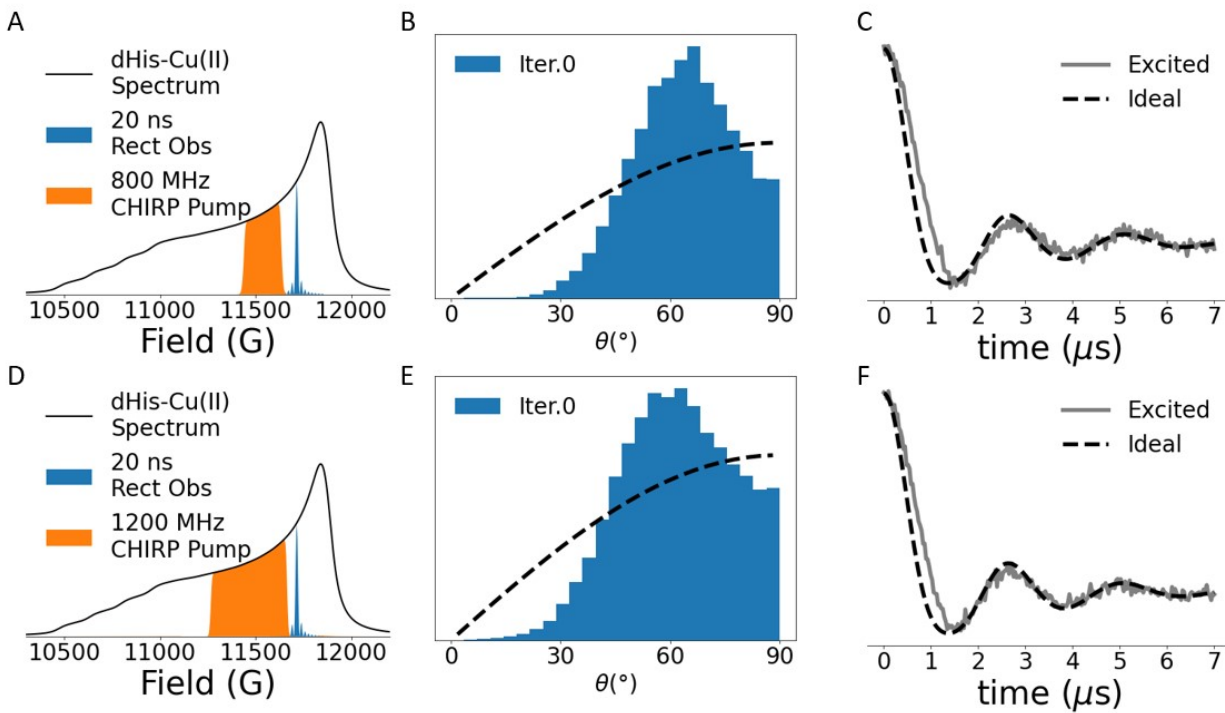 A
dHis-Cu(II)
Spectrum
20 ns
Rect Obs
800 MHz
CHIRP Pump
10500 11000 11500 12000
Field (G)
B
Iter.0
0 30 60 90
θ(°)
C
Excited
Ideal
0 1 2 3 4 5 6 7
time (μs)
D
dHis-Cu(II)
Spectrum
20 ns
Rect Obs
1200 MHz
CHIRP Pump
10500 11000 11500 12000
Field (G)
E
Iter.0
0 30 60 90
θ(°)
F
Excited
Ideal
0 1 2 3 4 5 6 7
time (μs)